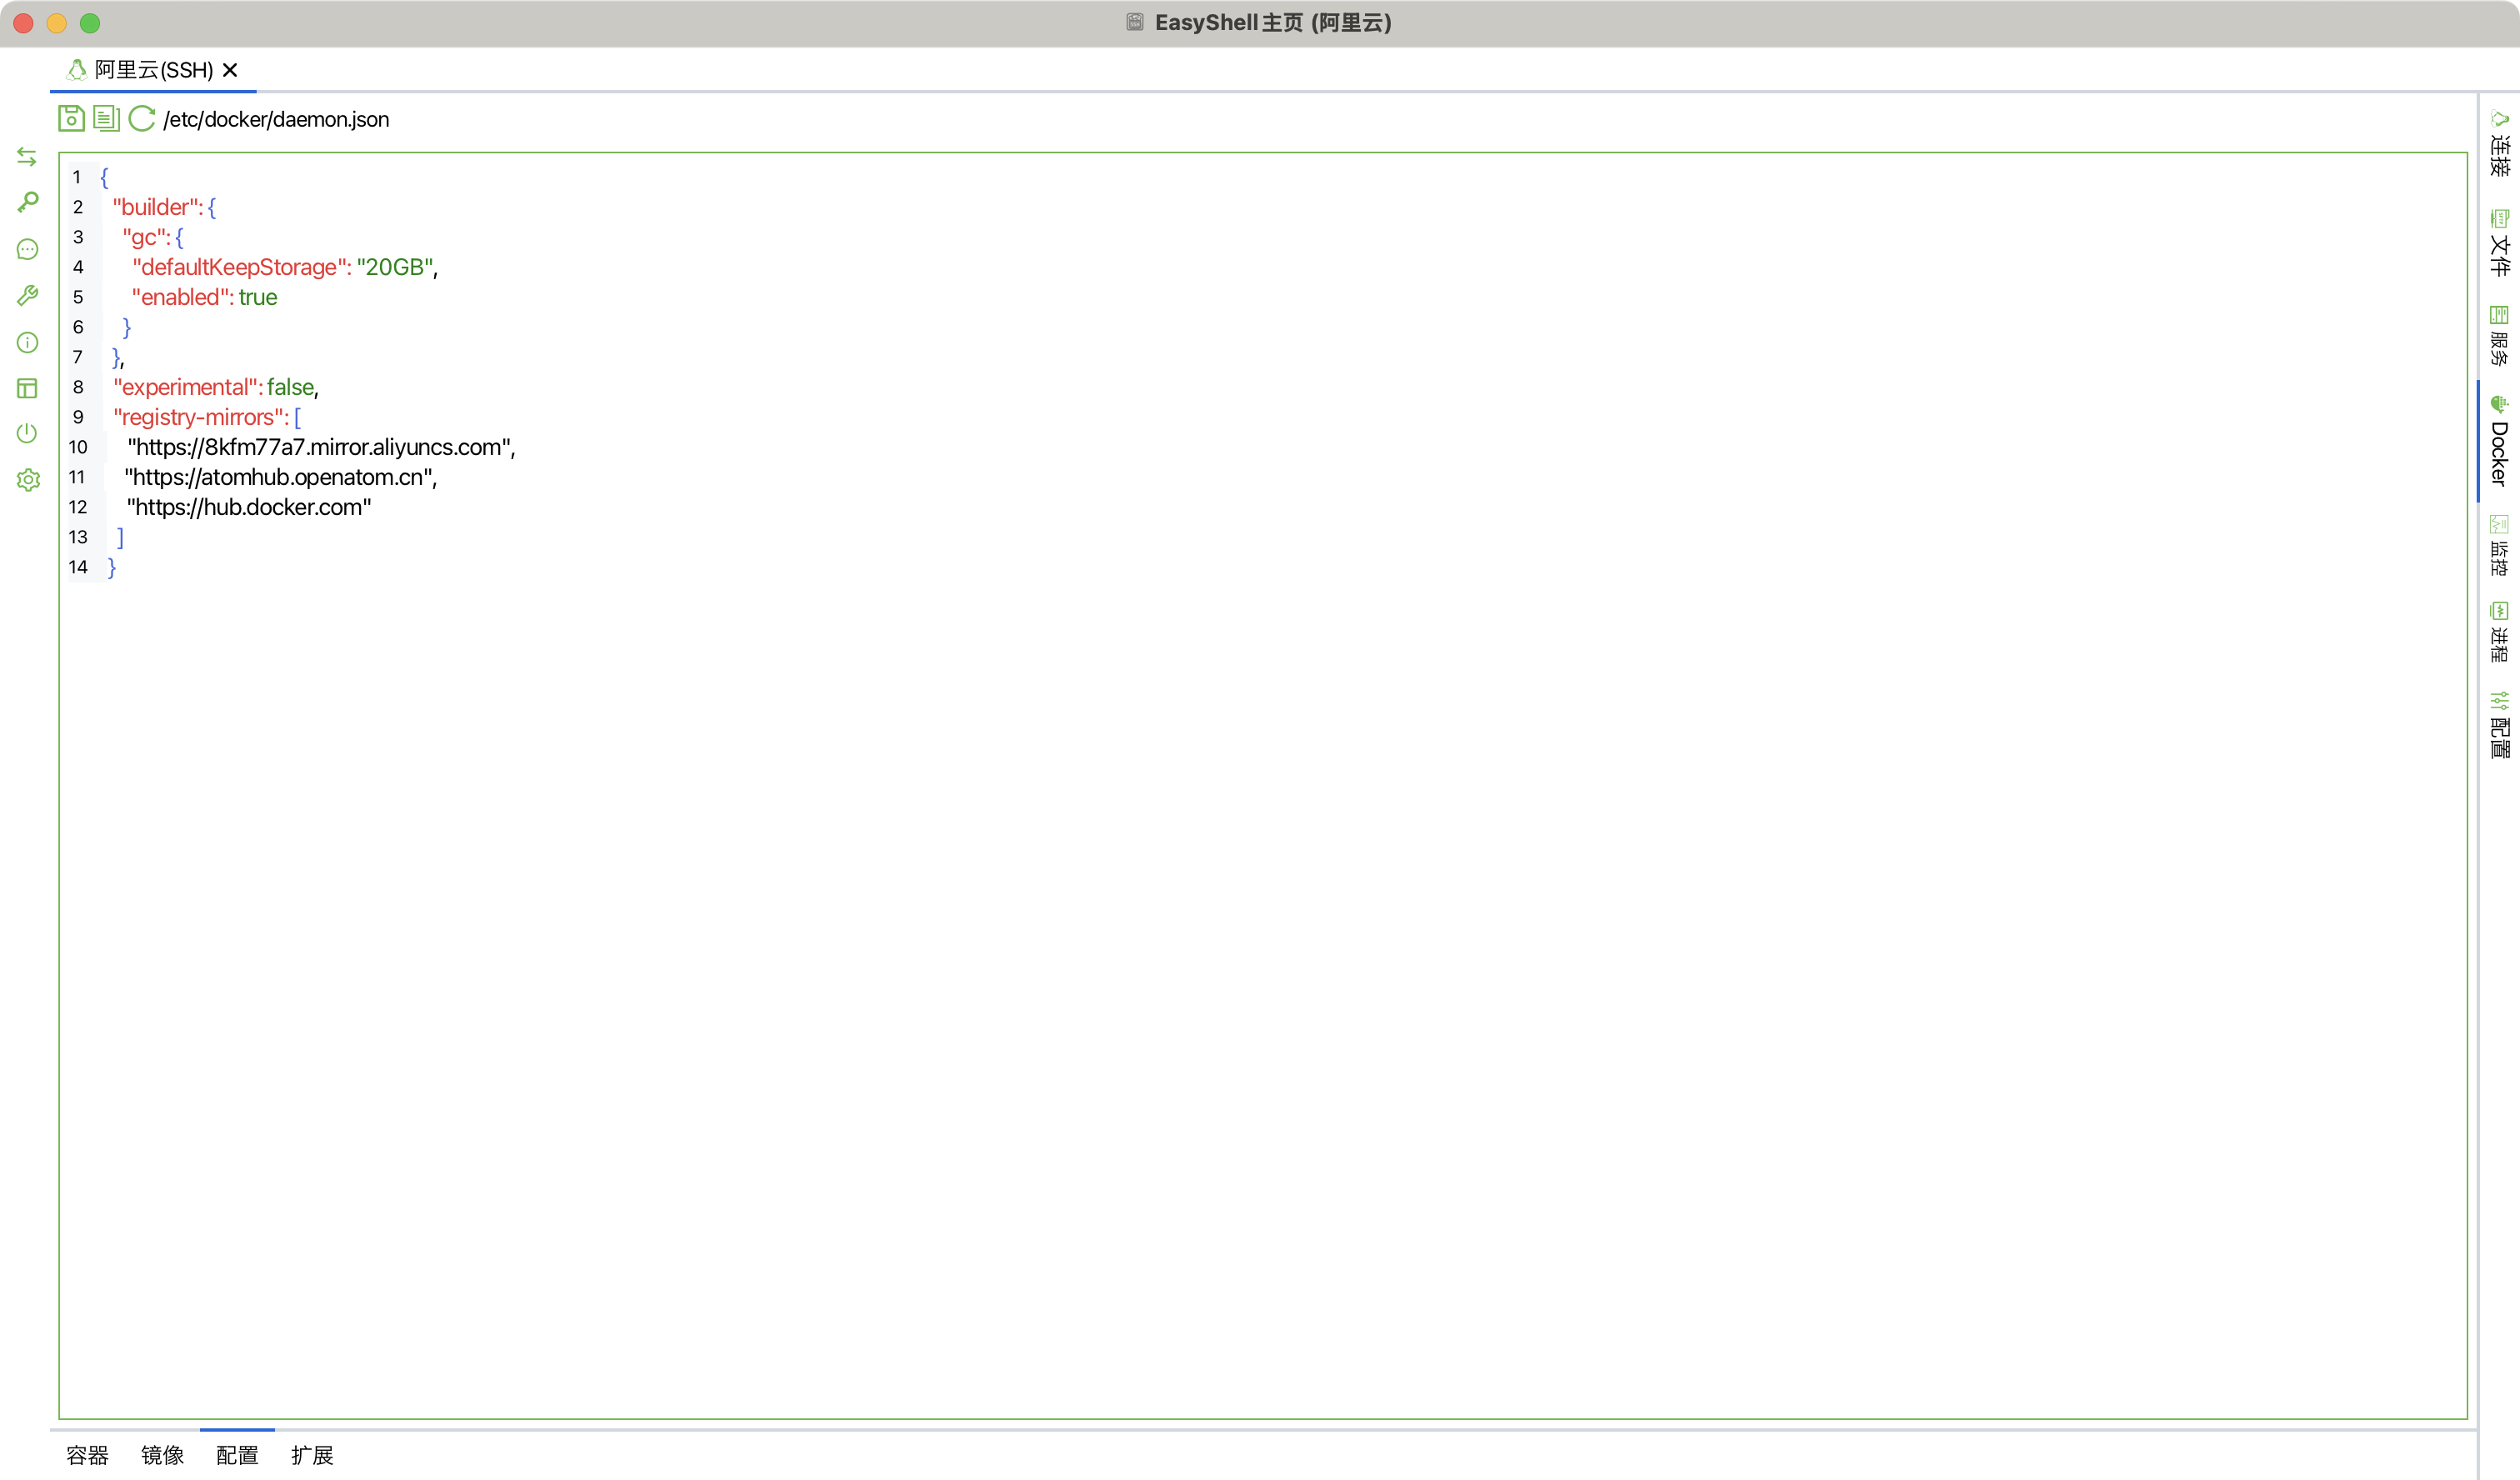 EasyShell主页 (阿里云)
阿里云(SSH)
/etc/docker/daemon.json
1 {
2 "builder": {
3 "gc": {
4 "defaultKeepStorage": "20GB",
5 "enabled": true
6 }
7 },
8 "experimental": false,
9 "registry-mirrors": [
10 "https://8kfm77a7.mirror.aliyuncs.com",
11 "https://atomhub.openatom.cn",
12 "https://hub.docker.com"
13 ]
14 }
连接
文件
服务
Docker
监控
进程
配置
容器 镜像 配置 扩展